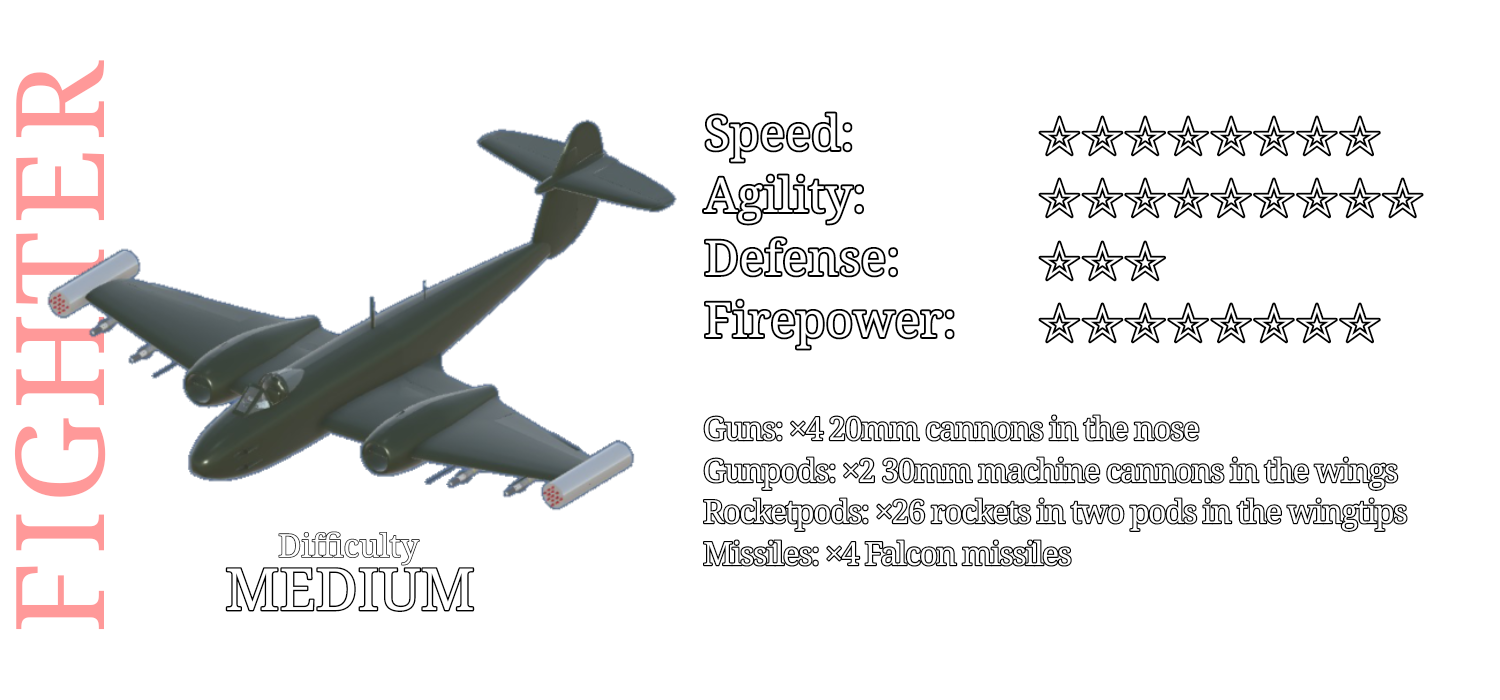 FIGHTER
Difficulty
MEDIUM
Speed: ☆☆☆☆☆☆☆☆
Agility: ☆☆☆☆☆☆☆☆☆
Defense: ☆☆☆
Firepower: ☆☆☆☆☆☆☆☆
Guns: ×4 20mm cannons in the nose
Gunpods: ×2 30mm machine cannons in the wings
Rocketpods: ×26 rockets in two pods in the wingtips
Missiles: ×4 Falcon missiles